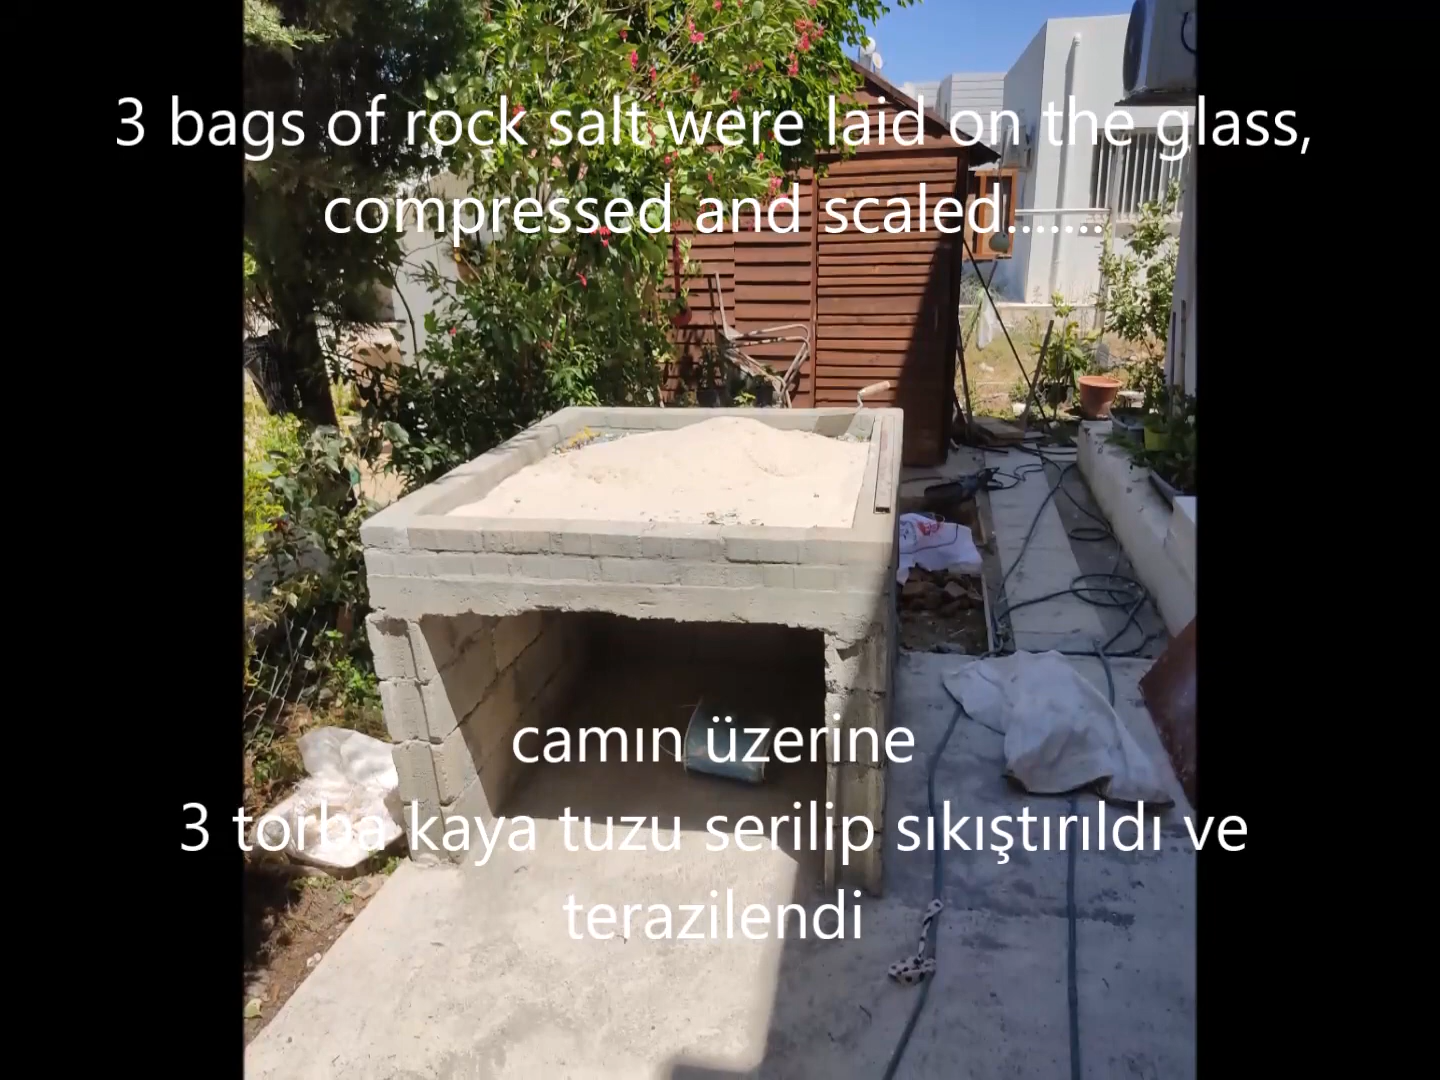 3 bags of rock salt were laid on the glass,
compressed and scaled.......
camın üzerine
3 torba kaya tuzu serilip sıkıştırıldı ve
terazilendi